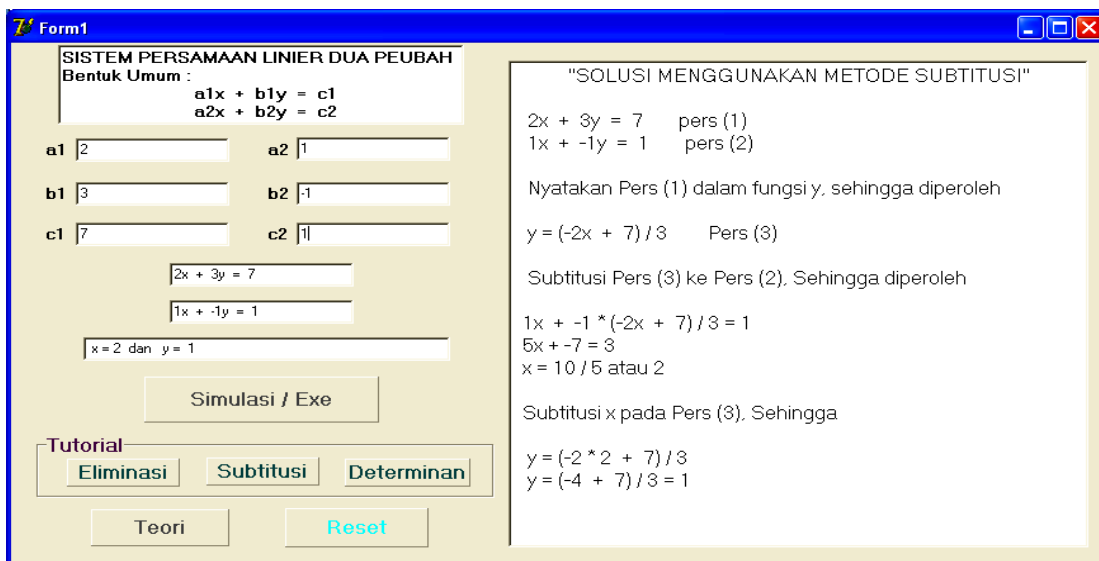 Form1
SISTEM PERSAMAAN LINIER DUA PEUBAH
Bentuk Umum :
a1x + b1y = c1
a2x + b2y = c2
a1 2 a2 1
b1 3 b2 -1
c1 7 c2 1
2x + 3y = 7
1x + -1y = 1
x = 2 dan y = 1
Simulasi / Exe
Tutorial
Eliminasi Subtitusi Determinan
Teori Reset
"SOLUSI MENGGUNAKAN METODE SUBTITUSI"
2x + 3y = 7 pers (1)
1x + -1y = 1 pers (2)
Nyatakan Pers (1) dalam fungsi y, sehingga diperoleh
y = (-2x + 7) / 3 Pers (3)
Subtitusi Pers (3) ke Pers (2), Sehingga diperoleh
1x + -1 * (-2x + 7) / 3 = 1
5x + -7 = 3
x = 10 / 5 atau 2
Subtitusi x pada Pers (3), Sehingga
y = (-2 * 2 + 7) / 3
y = (-4 + 7) / 3 = 1